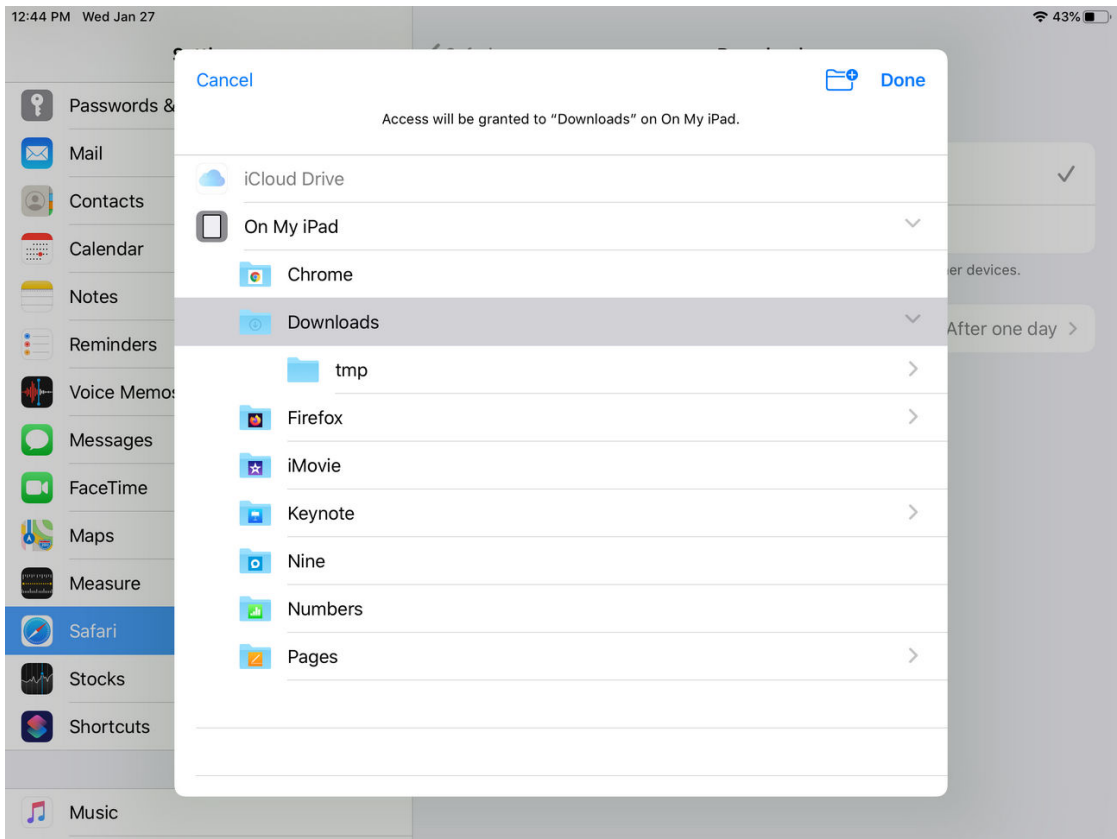 12:44 PM Wed Jan 27
43%
Cancel
Done
Access will be granted to “Downloads” on On My iPad.
Passwords &
Mail
iCloud Drive
Contacts
On My iPad
Calendar
Chrome
er devices.
Notes
Downloads
After one day
Reminders
tmp
Voice Memos
Firefox
Messages
iMovie
FaceTime
Keynote
Maps
Nine
Measure
Numbers
Safari
Pages
Stocks
Shortcuts
Music